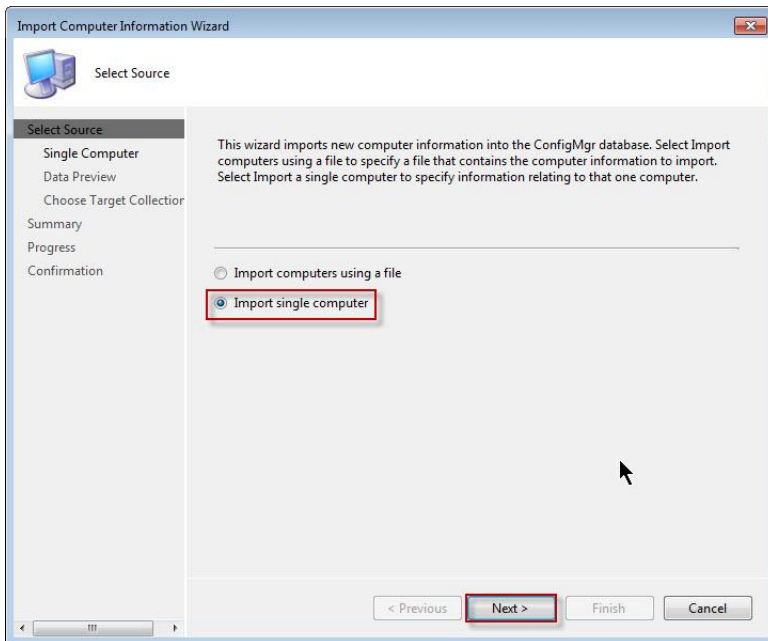 Import Computer Information Wizard
Select Source
Select Source
Single Computer
Data Preview
Choose Target Collection
Summary
Progress
Confirmation
This wizard imports new computer information into the ConfigMgr database. Select Import
computers using a file to specify a file that contains the computer information to import.
Select Import a single computer to specify information relating to that one computer.
Import computers using a file
Import single computer
< Previous
Next >
Finish
Cancel